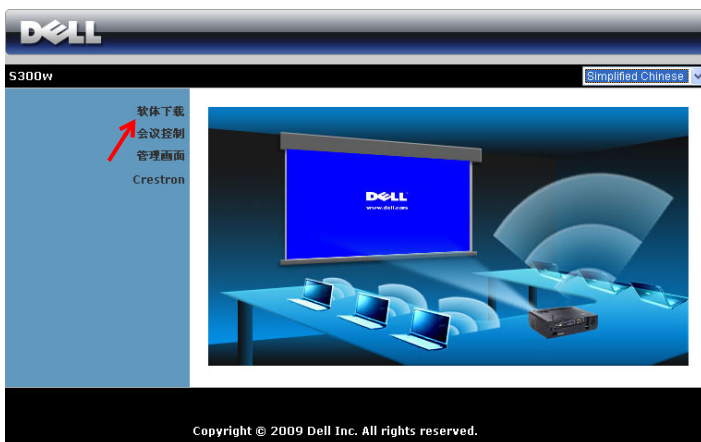 DELL
S300w
Simplified Chinese
软体下载
会议控制
管理画面
Crestron
DELL
www.dell.com
Copyright © 2009 Dell Inc. All rights reserved.